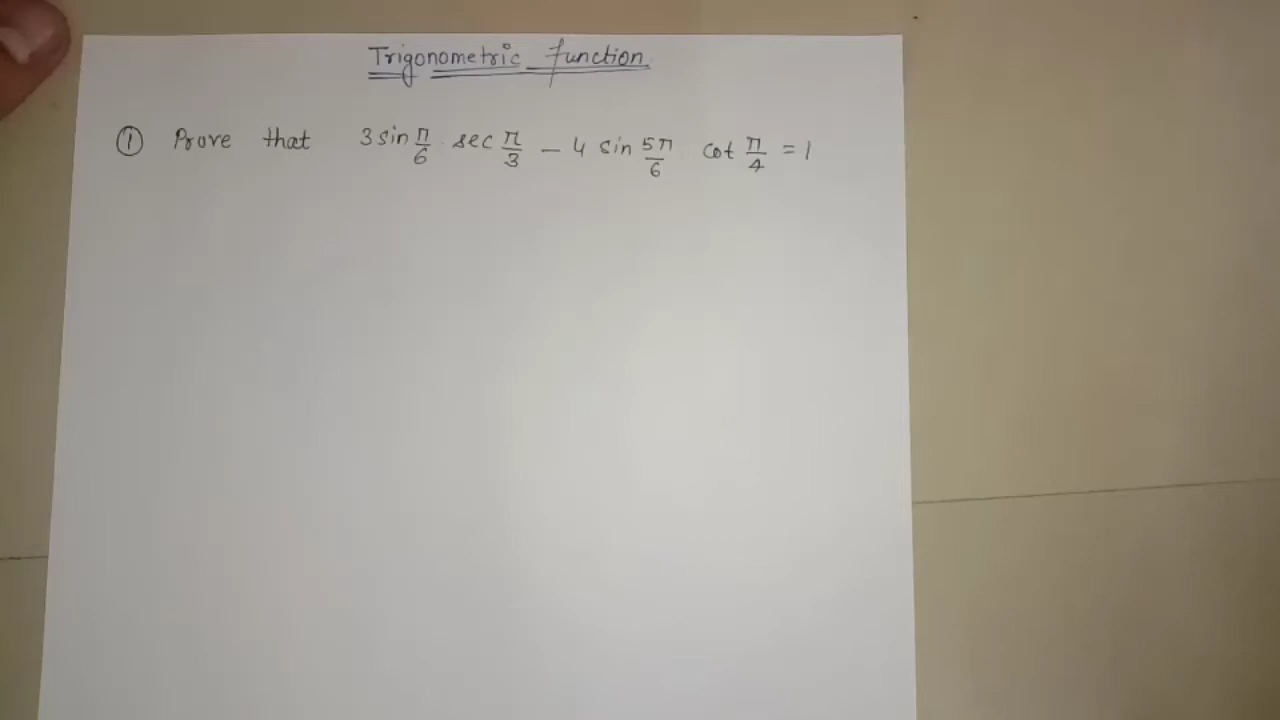 Trigonometric function
① Prove that 3 sin π/6 sec π/3 - 4 sin 5π/6 cot π/4 = 1